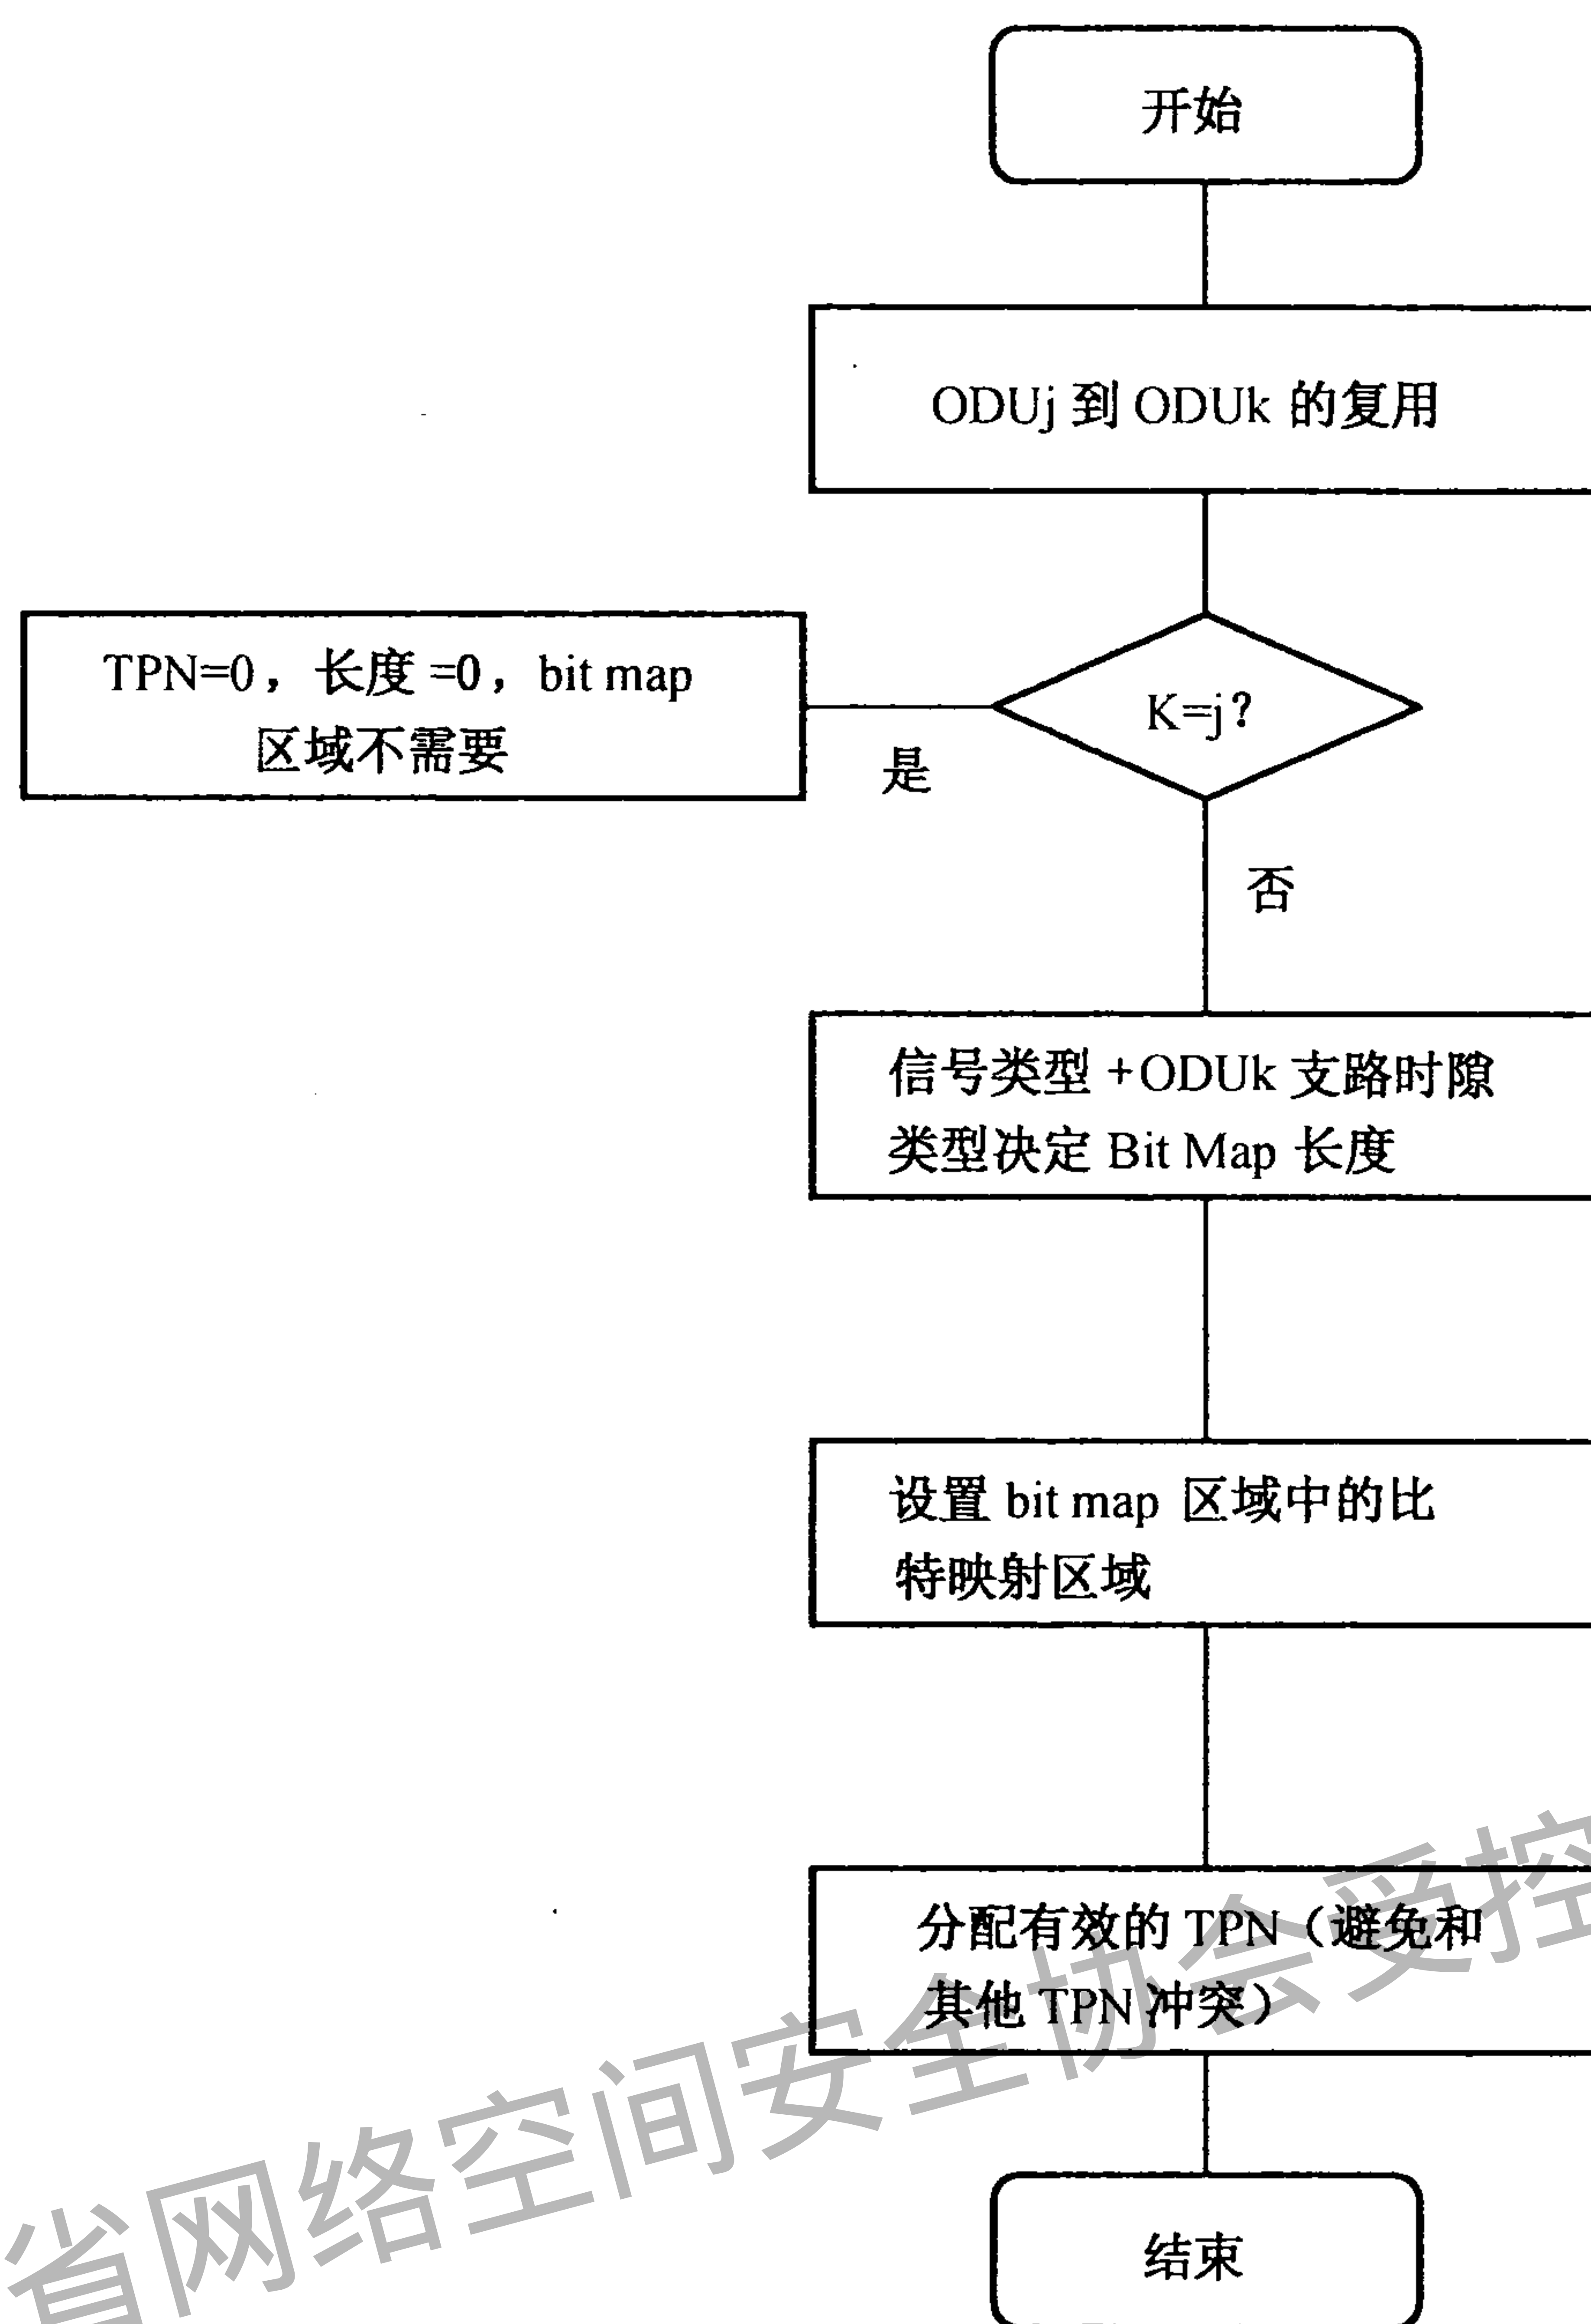 开始
ODUj 到 ODUk 的复用
TPN=0，长度 =0，bit map
区域不需要
K=j？
是
否
信号类型 +ODUk 支路时隙
类型决定 Bit Map 长度
设置 bit map 区域中的比
特映射区域
分配有效的 TPN（避免和
其他 TPN 冲突）
结束
省网络空间安全协会受控